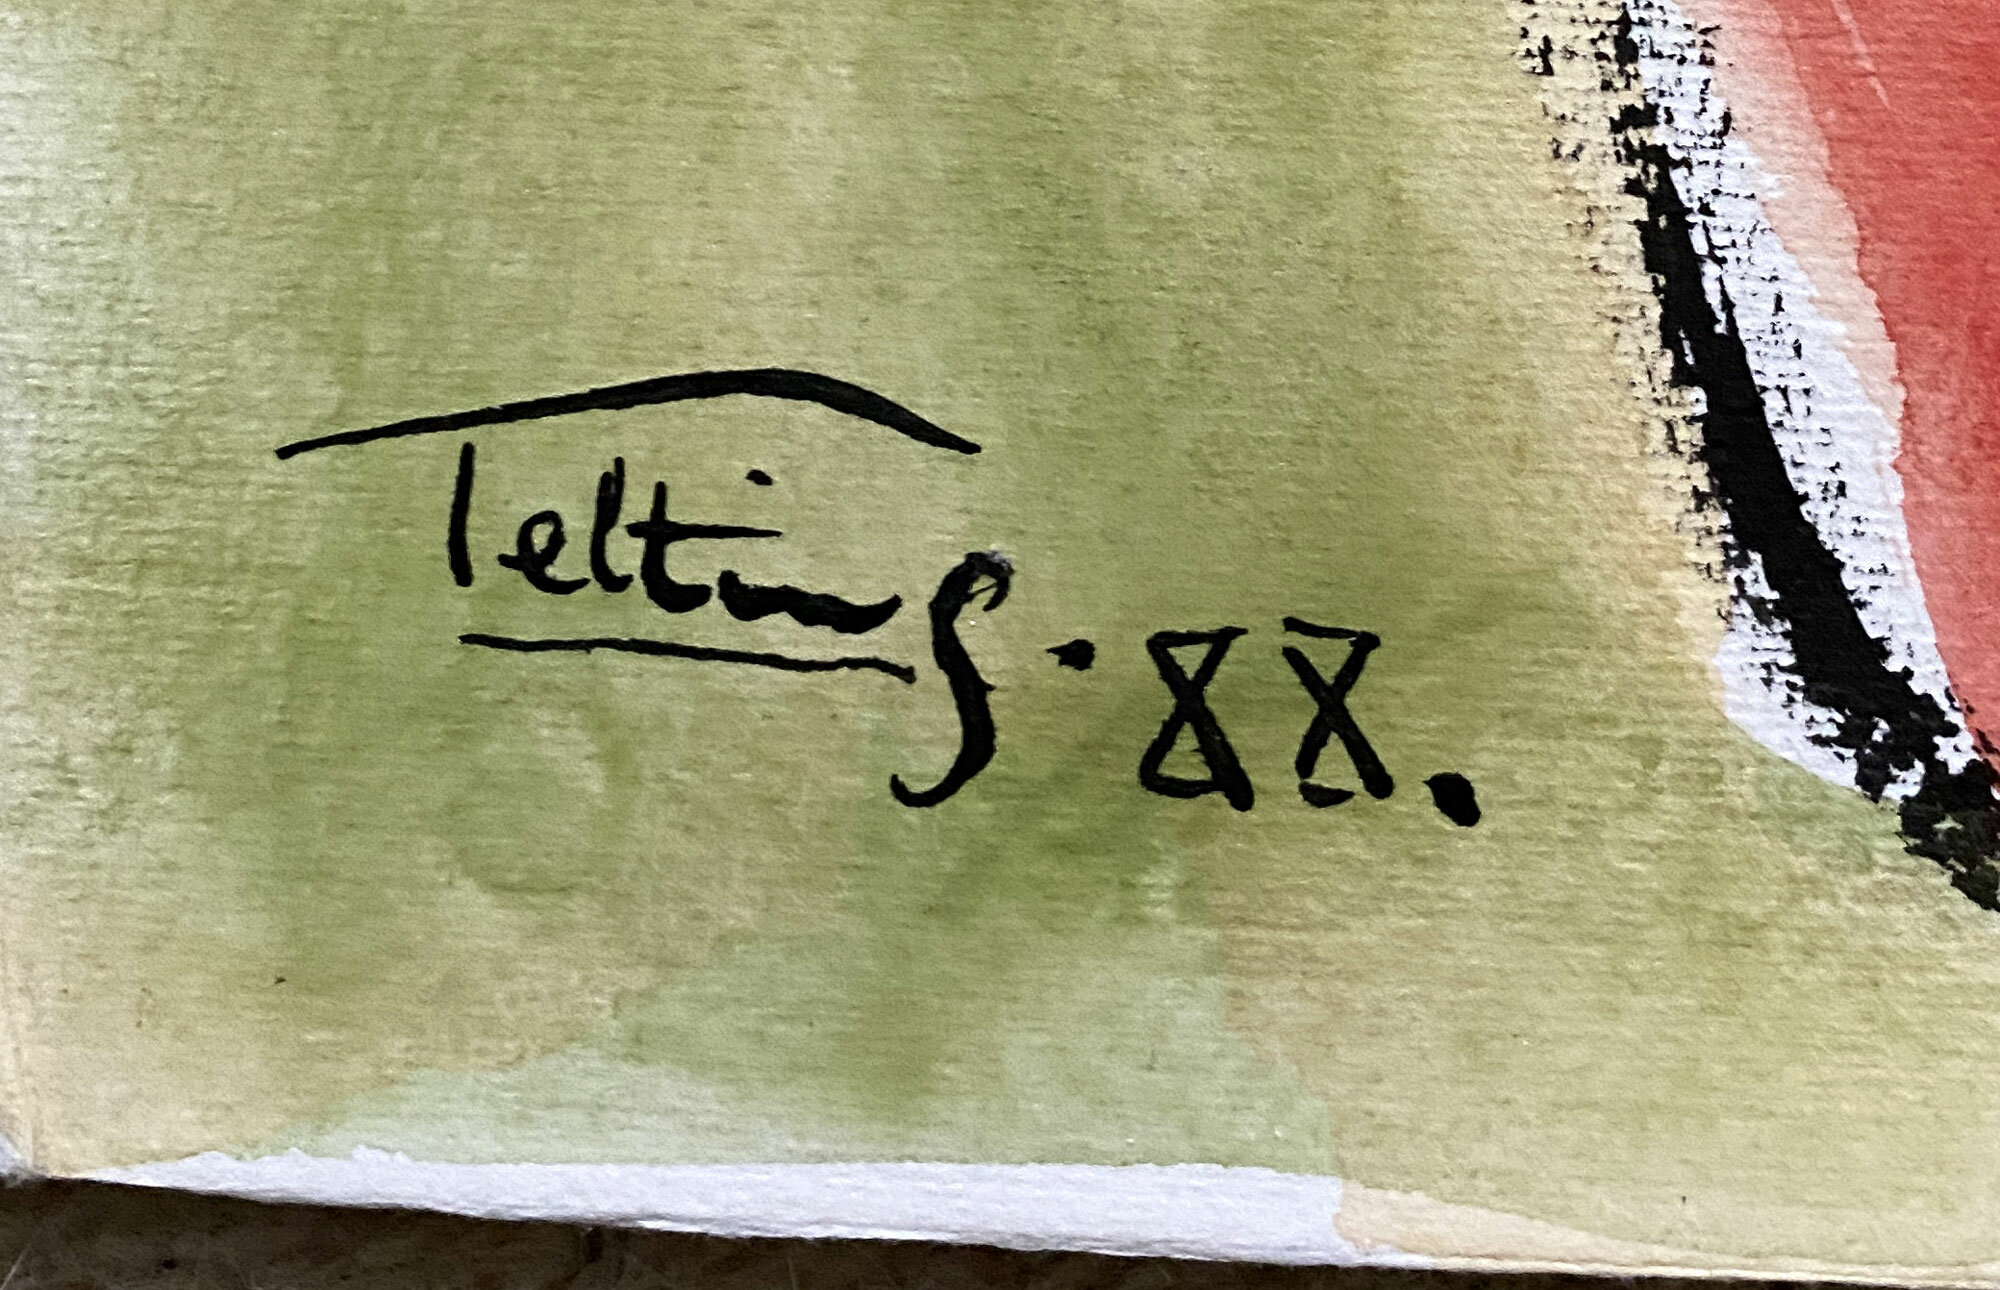 Telting · 88.